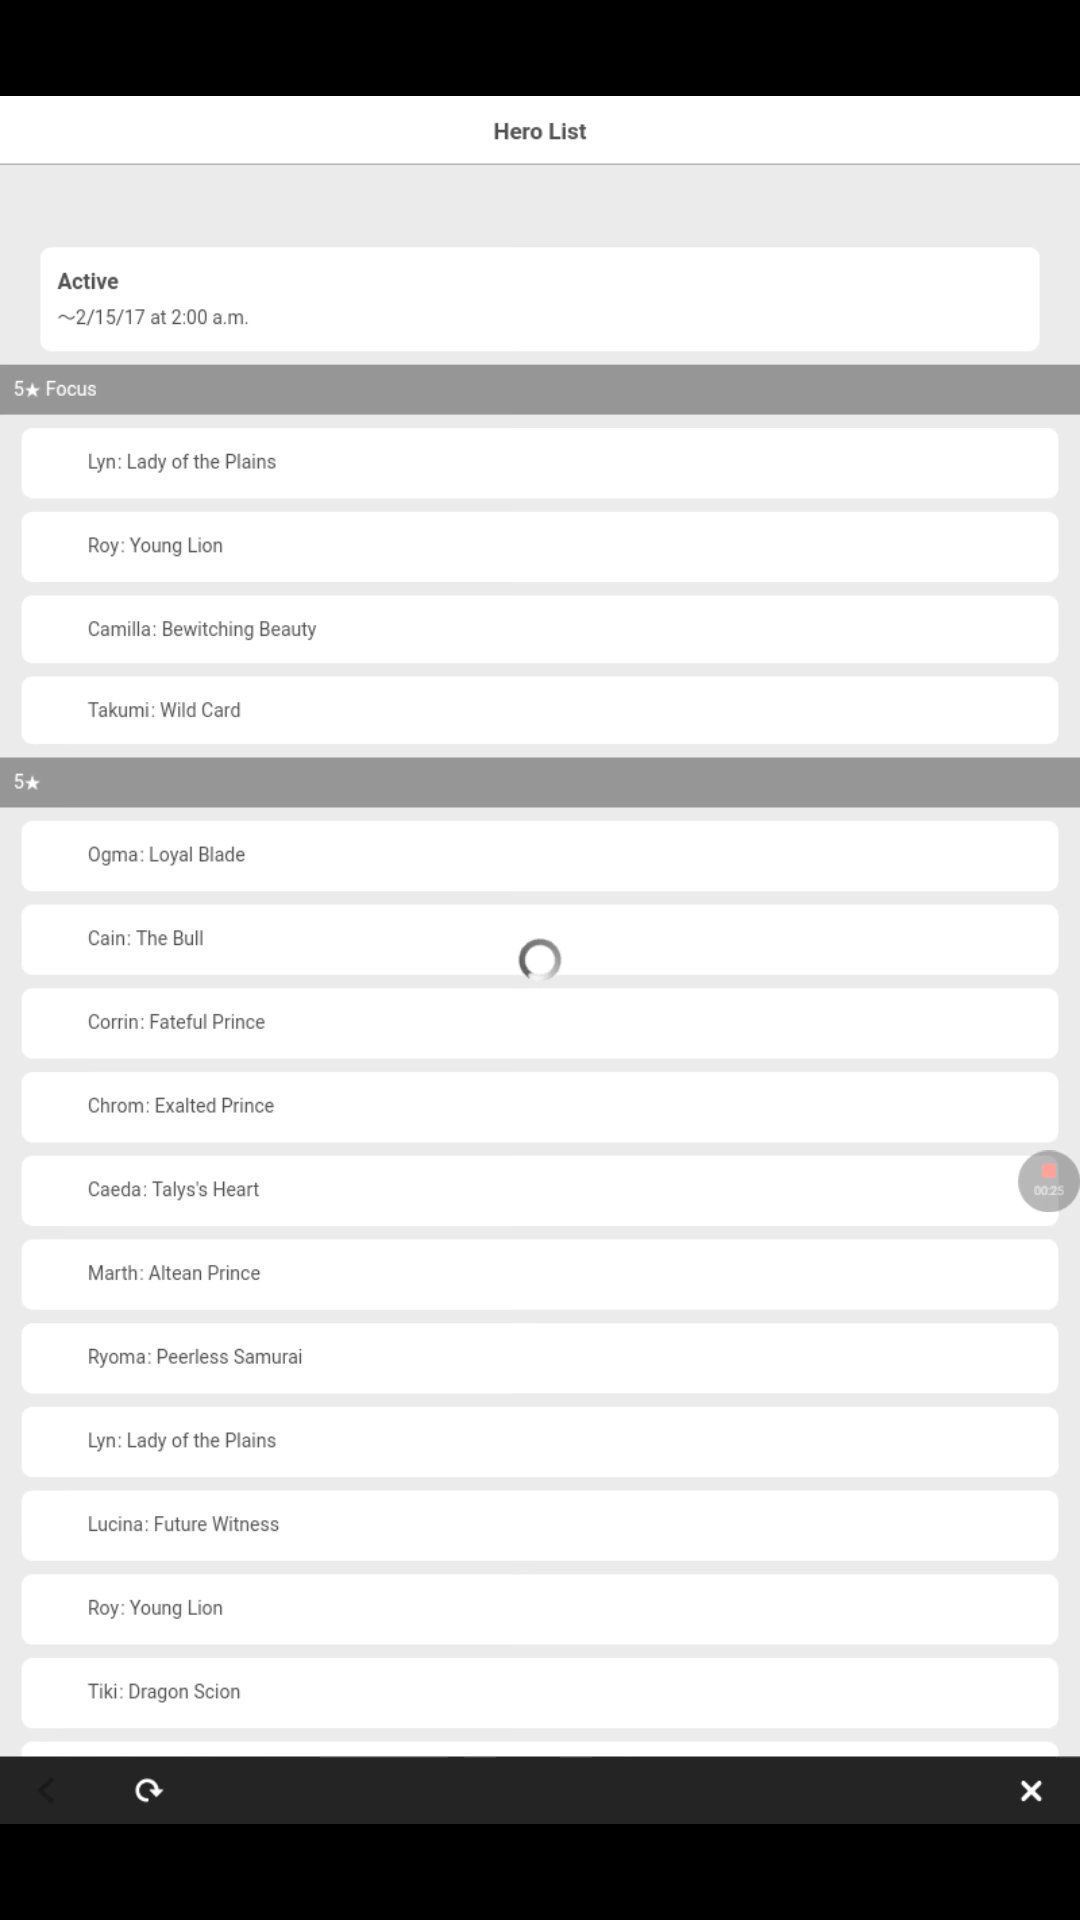 Hero List
Active
～2/15/17 at 2:00 a.m.
5★ Focus
Lyn: Lady of the Plains
Roy: Young Lion
Camilla: Bewitching Beauty
Takumi: Wild Card
5★
Ogma: Loyal Blade
Cain: The Bull
Corrin: Fateful Prince
Chrom: Exalted Prince
Caeda: Talys's Heart
00:25
Marth: Altean Prince
Ryoma: Peerless Samurai
Lyn: Lady of the Plains
Lucina: Future Witness
Roy: Young Lion
Tiki: Dragon Scion